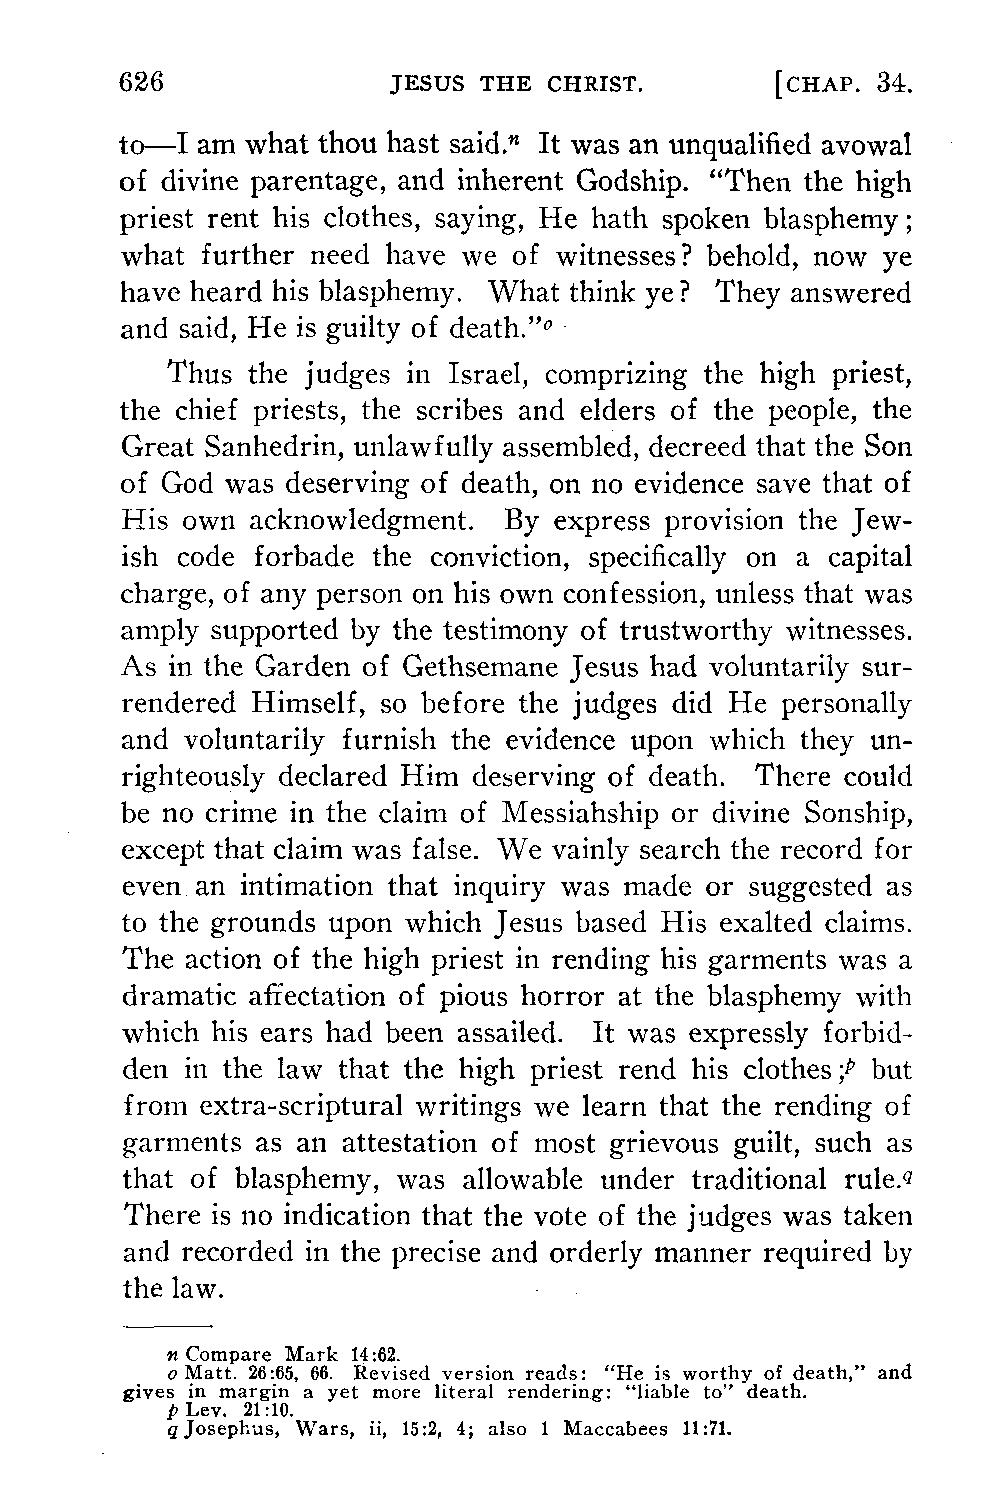 626 JESUS THE CHRIST. [CHAP. 34.
to—I am what thou hast said.n It was an unqualified avowal
of divine parentage, and inherent Godship. "Then the high
priest rent his clothes, saying, He hath spoken blasphemy;
what further need have we of witnesses? behold, now ye
have heard his blasphemy. What think ye? They answered
and said, He is guilty of death."o
Thus the judges in Israel, comprizing the high priest,
the chief priests, the scribes and elders of the people, the
Great Sanhedrin, unlawfully assembled, decreed that the Son
of God was deserving of death, on no evidence save that of
His own acknowledgment. By express provision the Jew-
ish code forbade the conviction, specifically on a capital
charge, of any person on his own confession, unless that was
amply supported by the testimony of trustworthy witnesses.
As in the Garden of Gethsemane Jesus had voluntarily sur-
rendered Himself, so before the judges did He personally
and voluntarily furnish the evidence upon which they un-
righteously declared Him deserving of death. There could
be no crime in the claim of Messiahship or divine Sonship,
except that claim was false. We vainly search the record for
even an intimation that inquiry was made or suggested as
to the grounds upon which Jesus based His exalted claims.
The action of the high priest in rending his garments was a
dramatic affectation of pious horror at the blasphemy with
which his ears had been assailed. It was expressly forbid-
den in the law that the high priest rend his clothes;p but
from extra-scriptural writings we learn that the rending of
garments as an attestation of most grievous guilt, such as
that of blasphemy, was allowable under traditional rule.q
There is no indication that the vote of the judges was taken
and recorded in the precise and orderly manner required by
the law.
n Compare Mark 14:62.
o Matt. 26:65, 66. Revised version reads: "He is worthy of death," and
gives in margin a yet more literal rendering: "liable to" death.
p Lev. 21:10.
q Josephus, Wars, ii, 15:2, 4; also 1 Maccabees 11:71.